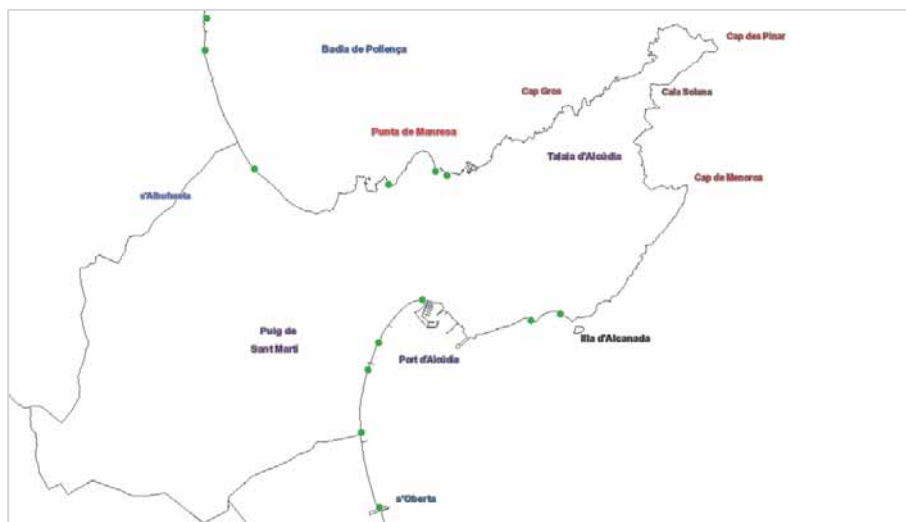 Cap des Pinar
Badia de Pollença
Cap Gros
Cala Solana
Punta de Manresa
Talaia d'Alcúdia
Cap de Menorca
s'Albufereta
Puig de
Sant Martí
Illa d'Alcanada
Port d'Alcúdia
s'Oberta